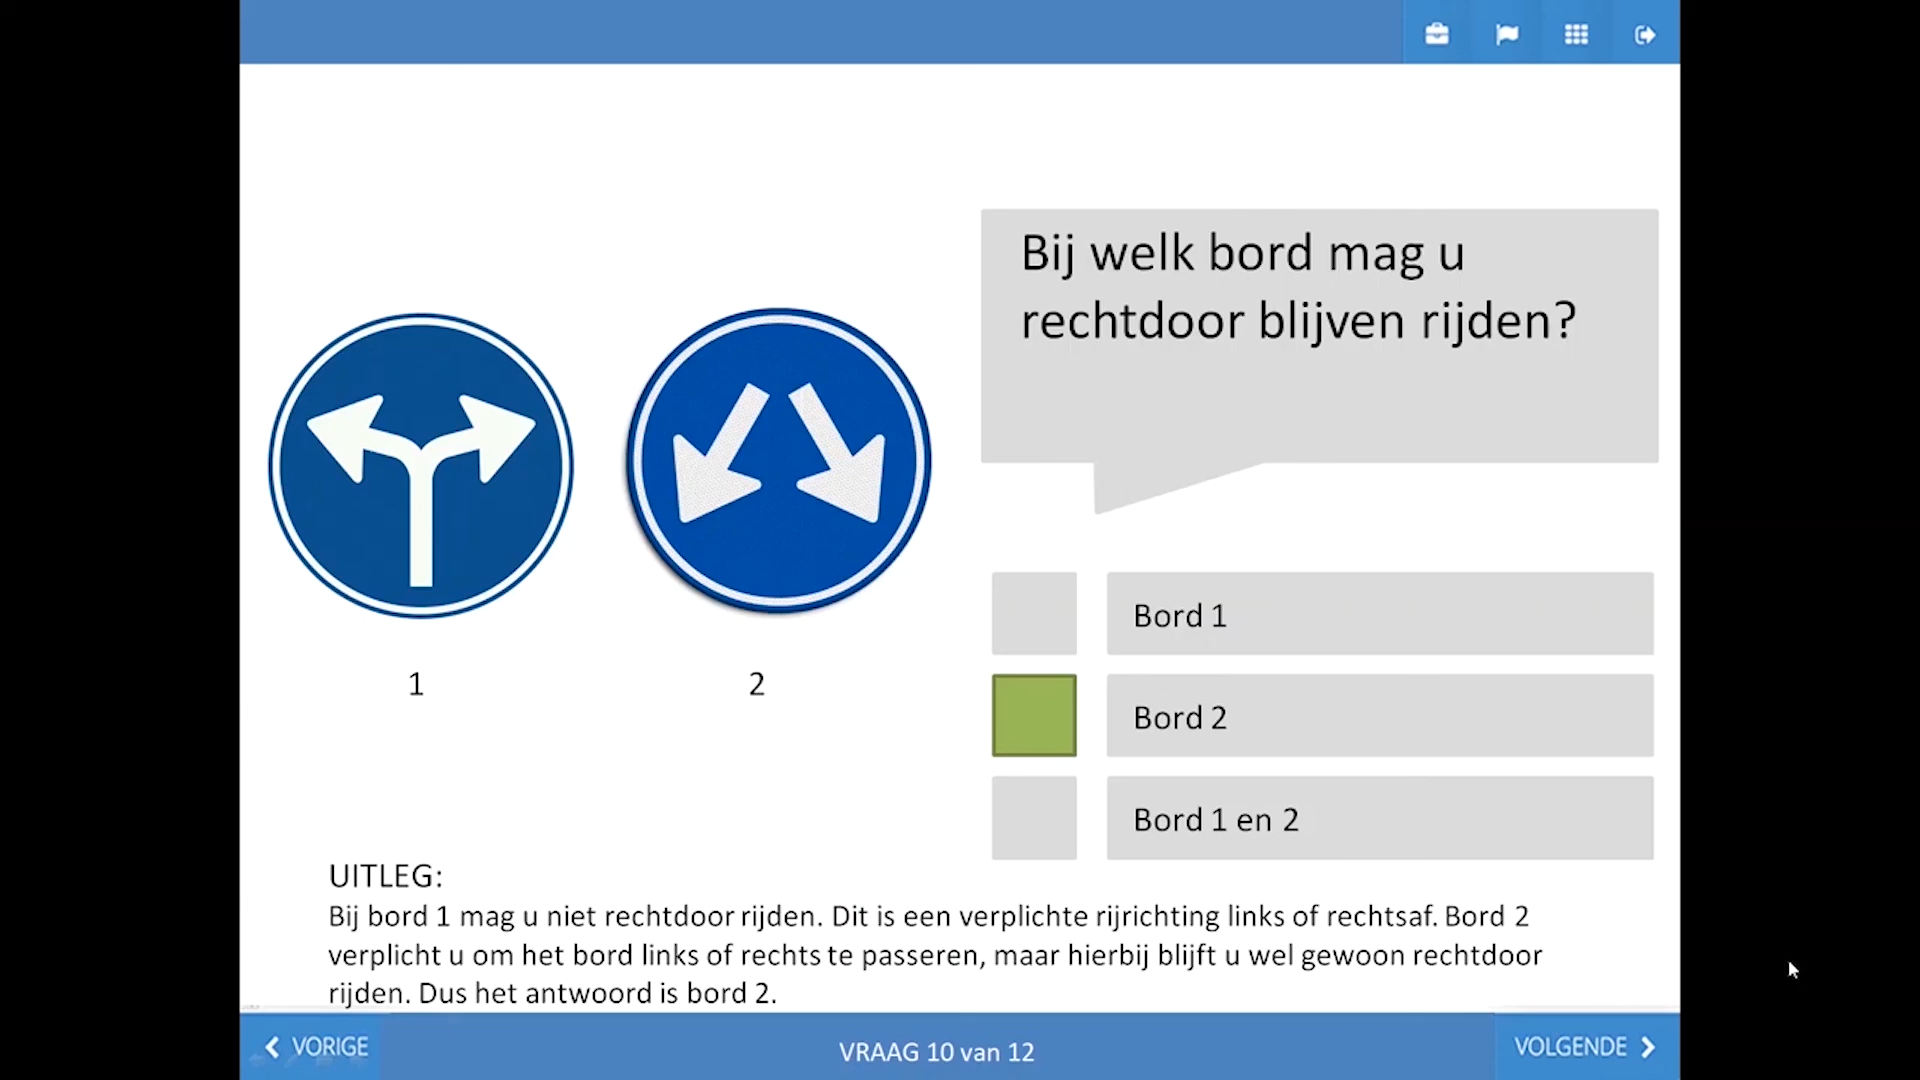 Bij welk bord mag u
rechtdoor blijven rijden?
1
2
Bord 1
Bord 2
Bord 1 en 2
UITLEG:
Bij bord 1 mag u niet rechtdoor rijden. Dit is een verplichte rijrichting links of rechtsaf. Bord 2
verplicht u om het bord links of rechts te passeren, maar hierbij blijft u wel gewoon rechtdoor
rijden. Dus het antwoord is bord 2.
VORIGE
VRAAG 10 van 12
VOLGENDE